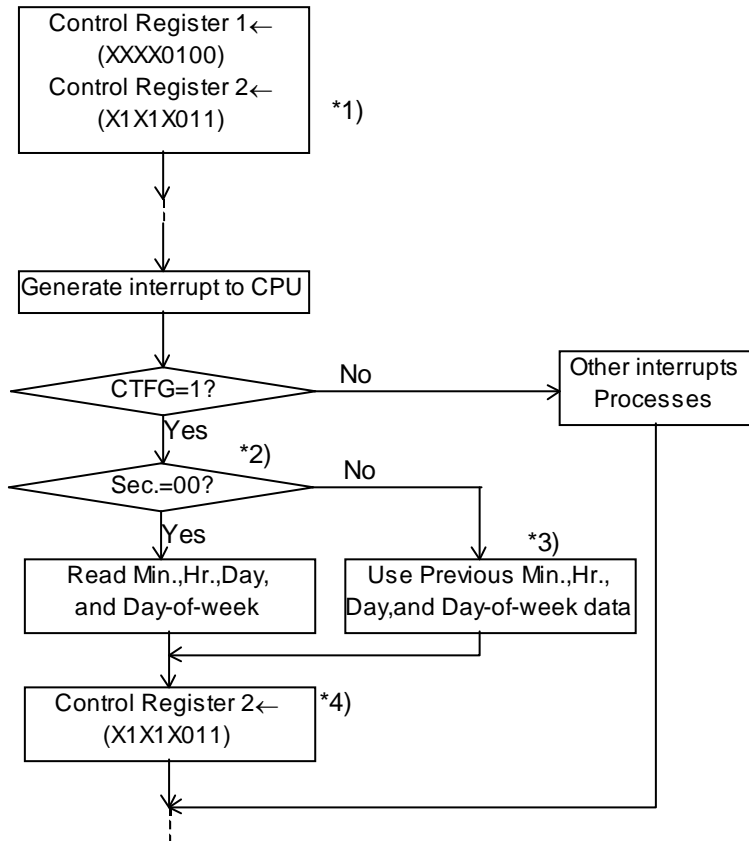 Control Register 1←
(XXXX0100)
Control Register 2←
(X1X1X011)
*1)
Generate interrupt to CPU
CTFG=1?
No
Other interrupts
Processes
Yes
*2)
Sec.=00?
No
Yes
*3)
Read Min.,Hr.,Day,
and Day-of-week
Use Previous Min.,Hr.,
Day,and Day-of-week data
Control Register 2←
(X1X1X011)
*4)